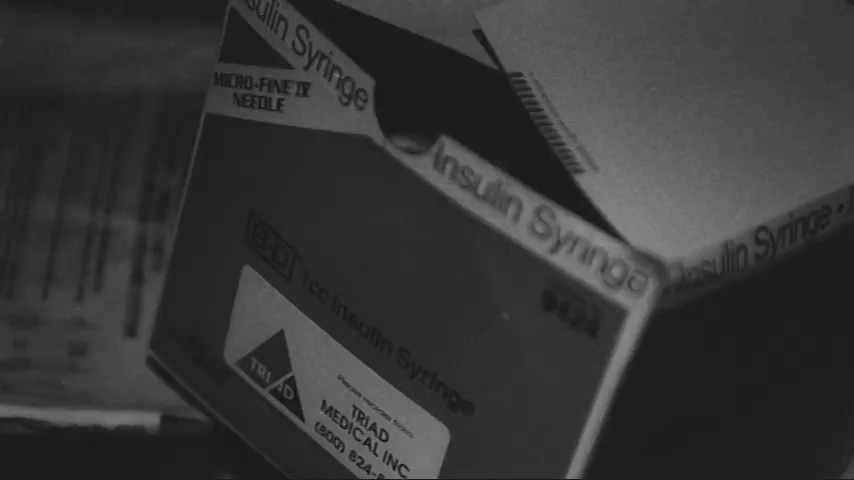 Insulin Syringe
MICRO-FINE IV
NEEDLE
Insulin Syringe
Insulin Syringe •
B-D
1cc Insulin Syringe
TRIAD
TRIAD
MEDICAL INC
(800) 824-